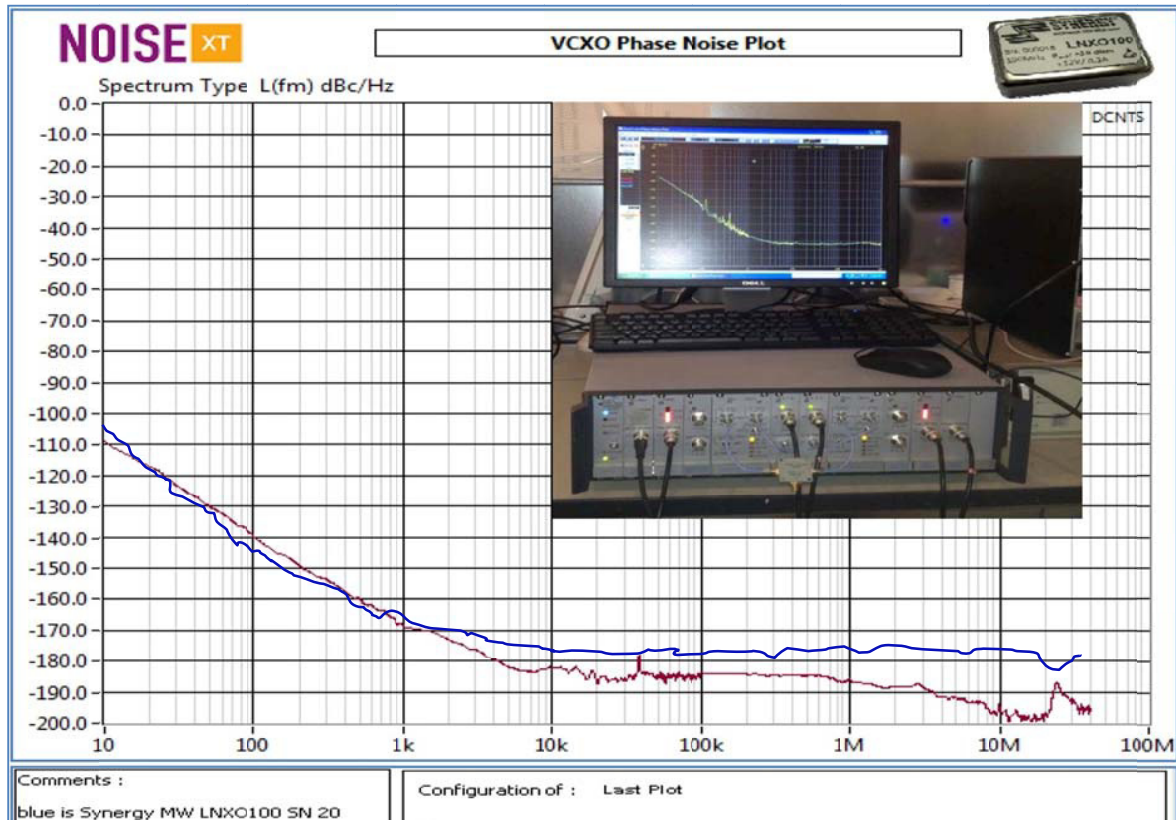 NOISE XT
VCXO Phase Noise Plot
SYNERGY
LNXO100
Spectrum Type L(fm) dBc/Hz
DCNTS
0.0
-10.0
-20.0
-30.0
-40.0
-50.0
-60.0
-70.0
-80.0
-90.0
-100.0
-110.0
-120.0
-130.0
-140.0
-150.0
-160.0
-170.0
-180.0
-190.0
-200.0
DELL
10 100 1k 10k 100k 1M 10M 100M
Comments :
blue is Synergy MW LNXO100 SN 20
Configuration of : Last Plot